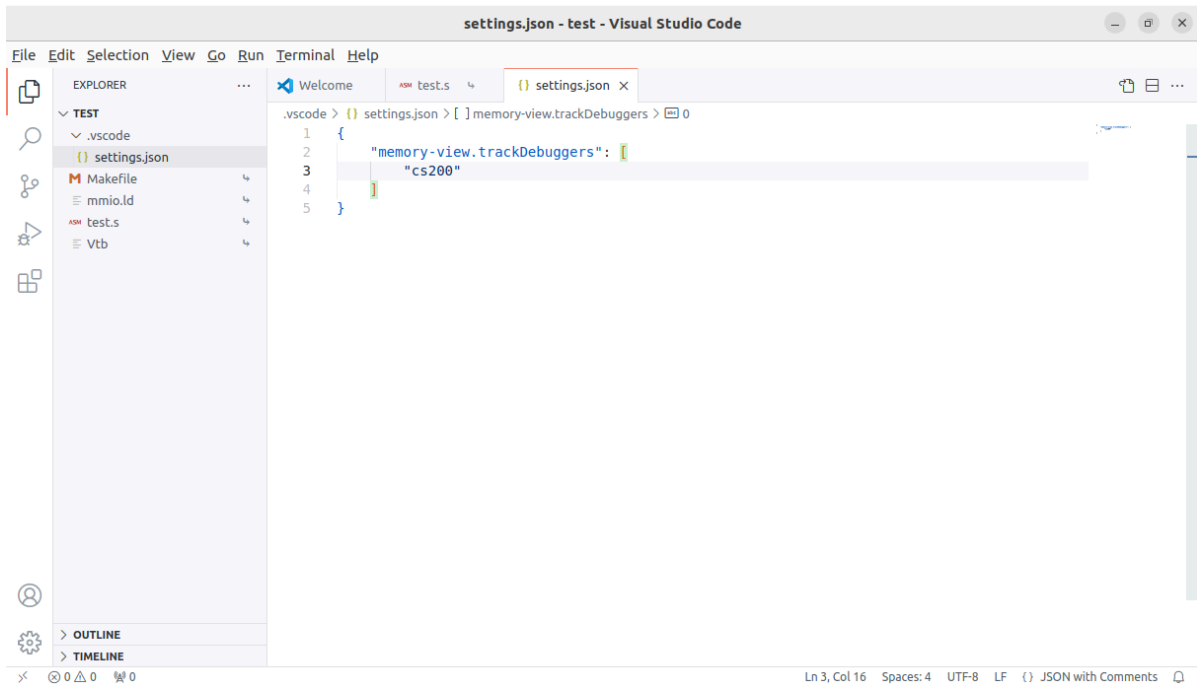 settings.json - test - Visual Studio Code
File Edit Selection View Go Run Terminal Help
EXPLORER
Welcome
ASM test.s
{} settings.json
TEST
.vscode
{} settings.json
M Makefile
mmio.ld
ASM test.s
Vtb
.vscode > {} settings.json > [ ] memory-view.trackDebuggers > abc 0
1 {
2 "memory-view.trackDebuggers": [
3 "cs200"
4 ]
5 }
OUTLINE
TIMELINE
0 0 0 Ln 3, Col 16 Spaces: 4 UTF-8 LF {} JSON with Comments